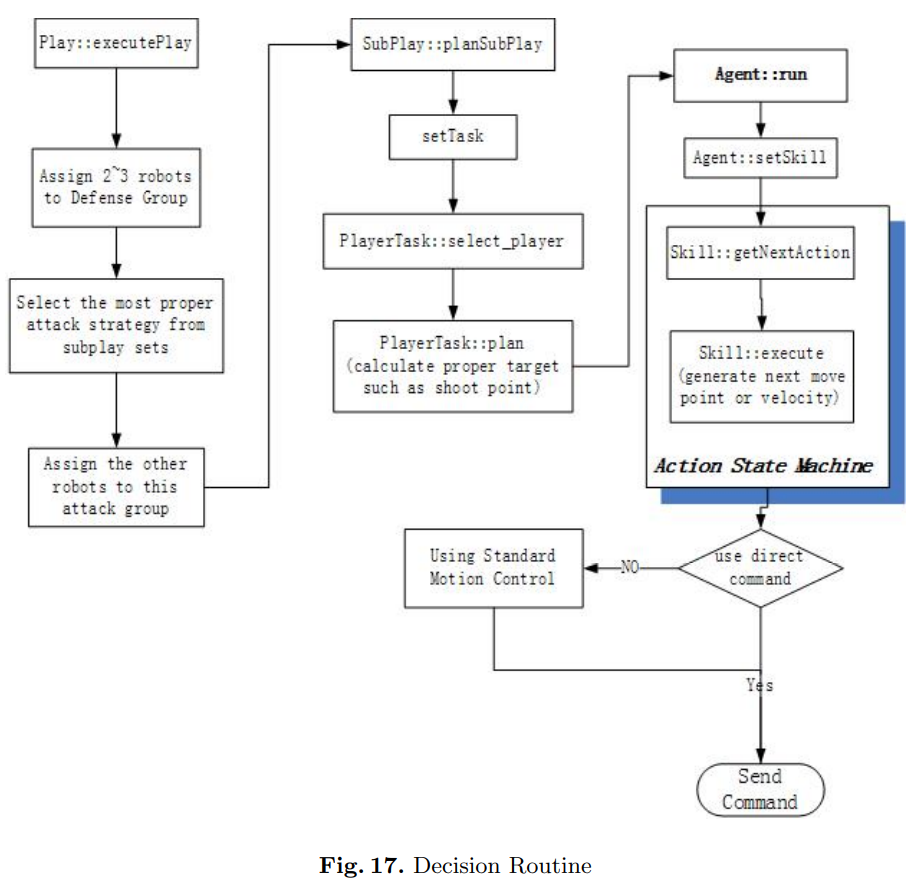 Play::executePlay
Assign 2~3 robots
to Defense Group
Select the most proper
attack strategy from
subplay sets
Assign the other
robots to this
attack group
SubPlay::planSubPlay
setTask
PlayerTask::select_player
PlayerTask::plan
(calculate proper target
such as shoot point)
Agent::run
Agent::setSkill
Skill::getNextAction
Skill::execute
(generate next move
point or velocity)
Action State Machine
use direct
command
NO
Using Standard
Motion Control
Yes
Send
Command
Fig. 17. Decision Routine